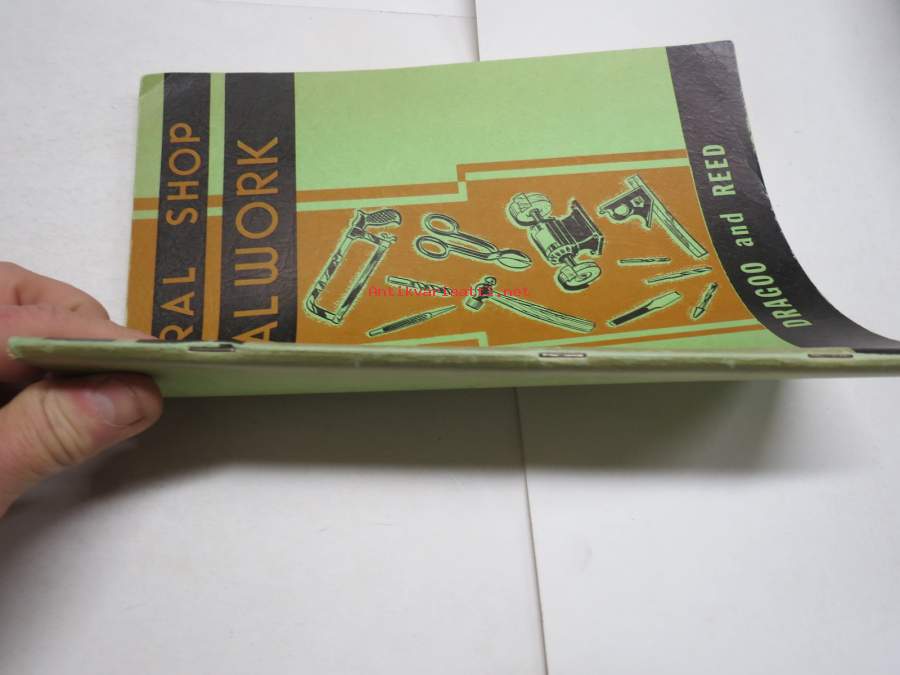 RAL SHOP
ALWORK
DRAGOO and REED
Antikvariaatti.net